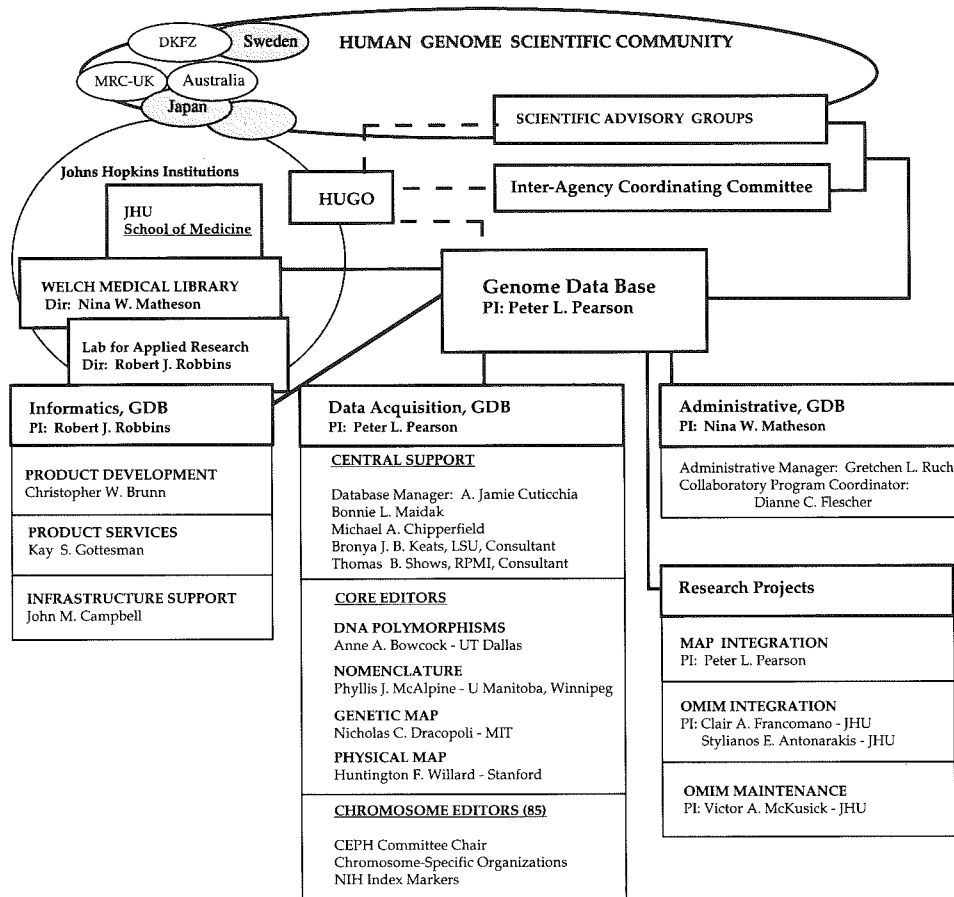 DKFZ
Sweden
HUMAN GENOME SCIENTIFIC COMMUNITY
MRC-UK
Australia
Japan
SCIENTIFIC ADVISORY GROUPS
Johns Hopkins Institutions
HUGO
Inter-Agency Coordinating Committee
JHU
School of Medicine
WELCH MEDICAL LIBRARY
Dir: Nina W. Matheson
Genome Data Base
PI: Peter L. Pearson
Lab for Applied Research
Dir: Robert J. Robbins
Informatics, GDB
PI: Robert J. Robbins
PRODUCT DEVELOPMENT
Christopher W. Brunn
PRODUCT SERVICES
Kay S. Gottesman
INFRASTRUCTURE SUPPORT
John M. Campbell
Data Acquisition, GDB
PI: Peter L. Pearson
CENTRAL SUPPORT
Database Manager: A. Jamie Cuticchia
Bonnie L. Maidak
Michael A. Chipperfield
Bronya J. B. Keats, LSU, Consultant
Thomas B. Shows, RPMI, Consultant
CORE EDITORS
DNA POLYMORPHISMS
Anne A. Bowcock - UT Dallas
NOMENCLATURE
Phyllis J. McAlpine - U Manitoba, Winnipeg
GENETIC MAP
Nicholas C. Dracopoli - MIT
PHYSICAL MAP
Huntington F. Willard - Stanford
CHROMOSOME EDITORS (85)
CEPH Committee Chair
Chromosome-Specific Organizations
NIH Index Markers
Administrative, GDB
PI: Nina W. Matheson
Administrative Manager: Gretchen L. Ruch
Collaboratory Program Coordinator:
Dianne C. Flescher
Research Projects
MAP INTEGRATION
PI: Peter L. Pearson
OMIM INTEGRATION
PI: Clair A. Francomano - JHU
Stylianos E. Antonarakis - JHU
OMIM MAINTENANCE
PI: Victor A. McKusick - JHU